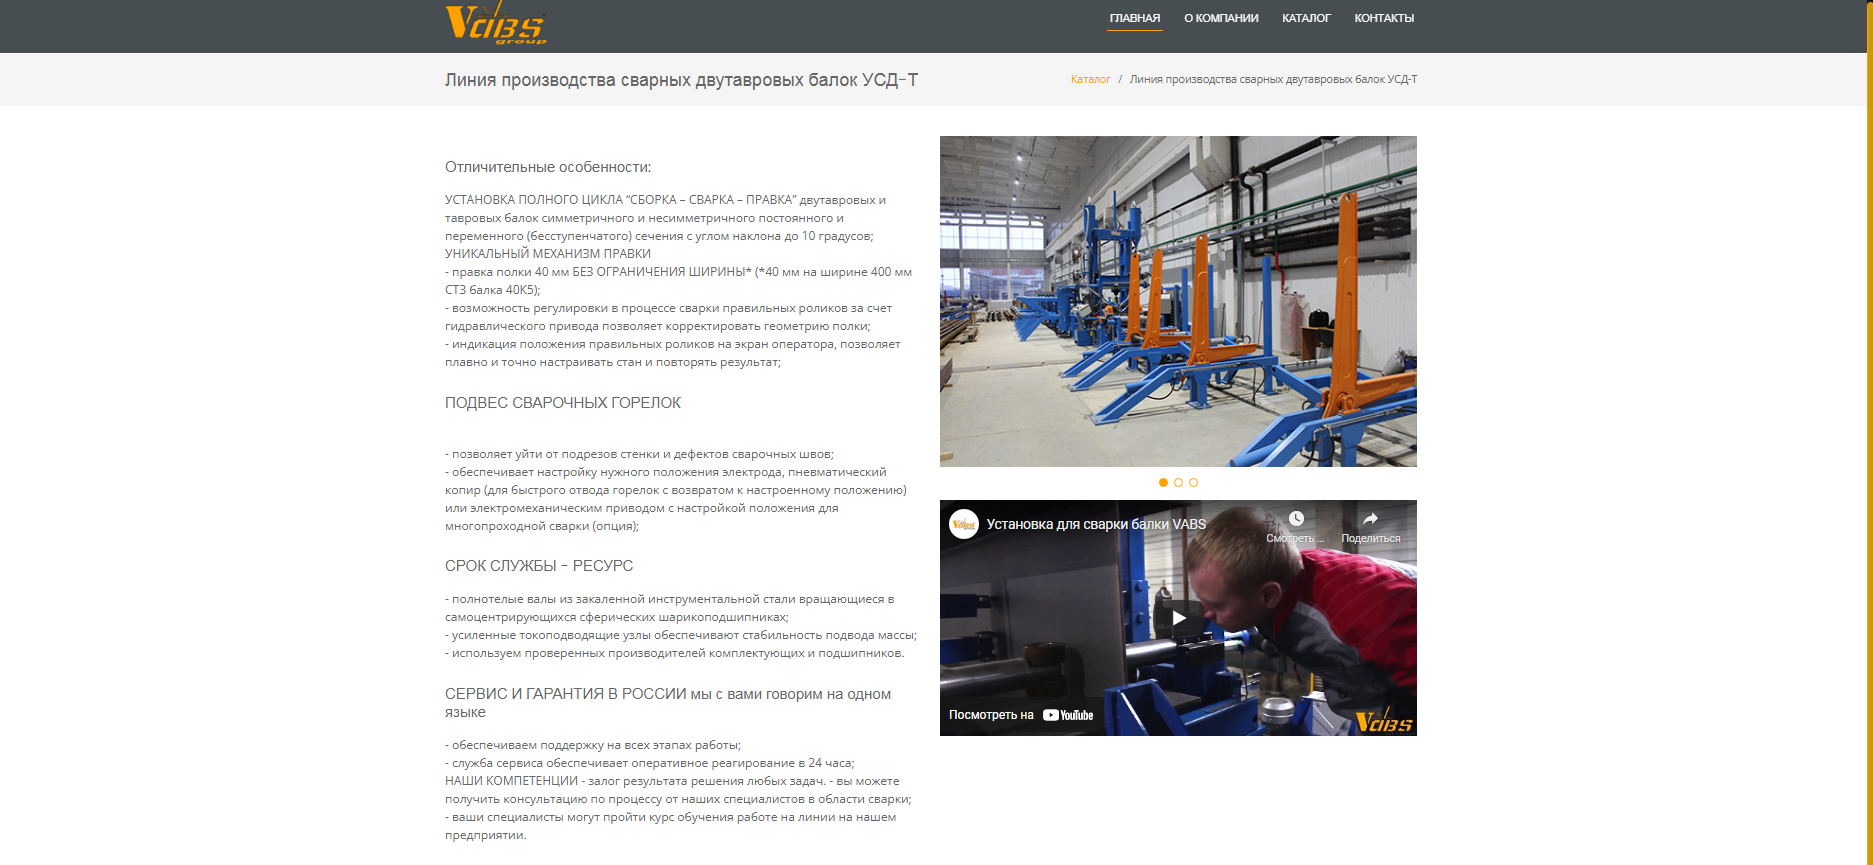 VABS
group
ГЛАВНАЯ О КОМПАНИИ КАТАЛОГ КОНТАКТЫ
Линия производства сварных двутавровых балок УСД-Т
Каталог / Линия производства сварных двутавровых балок УСД-Т
Отличительные особенности:
УСТАНОВКА ПОЛНОГО ЦИКЛА “СБОРКА – СВАРКА – ПРАВКА” двутавровых и
тавровых балок симметричного и несимметричного постоянного и
переменного (бесступенчатого) сечения с углом наклона до 10 градусов;
УНИКАЛЬНЫЙ МЕХАНИЗМ ПРАВКИ
- правка полки 40 мм БЕЗ ОГРАНИЧЕНИЯ ШИРИНЫ* (*40 мм на ширине 400 мм
СТ3 балка 40К5);
- возможность регулировки в процессе сварки правильных роликов за счет
гидравлического привода позволяет корректировать геометрию полки;
- индикация положения правильных роликов на экран оператора, позволяет
плавно и точно настраивать стан и повторять результат;
ПОДВЕС СВАРОЧНЫХ ГОРЕЛОК
- позволяет уйти от подрезов стенки и дефектов сварочных швов;
- обеспечивает настройку нужного положения электрода, пневматический
копир (для быстрого отвода горелок с возвратом к настроенному положению)
или электромеханическим приводом с настройкой положения для
многопроходной сварки (опция);
СРОК СЛУЖБЫ – РЕСУРС
- полнотелые валы из закаленной инструментальной стали вращающиеся в
самоцентрирующихся сферических шарикоподшипниках;
- усиленные токоподводящие узлы обеспечивают стабильность подвода массы;
- используем проверенных производителей комплектующих и подшипников.
СЕРВИС И ГАРАНТИЯ В РОССИИ мы с вами говорим на одном
языке
- обеспечиваем поддержку на всех этапах работы;
- служба сервиса обеспечивает оперативное реагирование в 24 часа;
НАШИ КОМПЕТЕНЦИИ - залог результата решения любых задач. - вы можете
получить консультацию по процессу от наших специалистов в области сварки;
- ваши специалисты могут пройти курс обучения работе на линии на нашем
предприятии.
VABS
Установка для сварки балки VABS
Смотреть ...
Поделиться
Посмотреть на YouTube
VABS